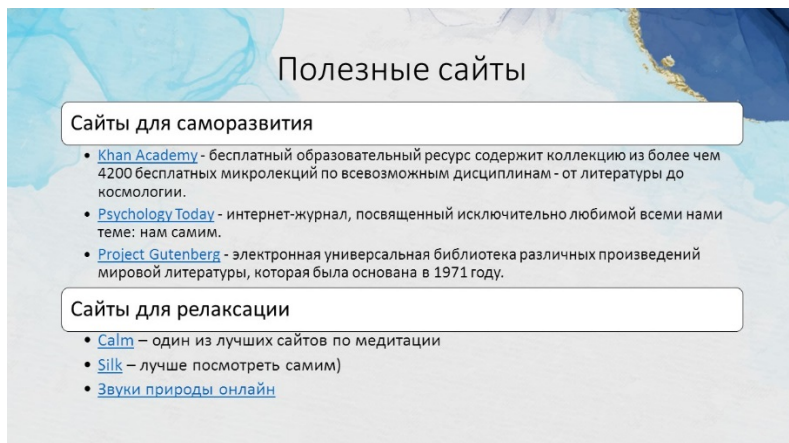 Полезные сайты
Сайты для саморазвития
• Khan Academy - бесплатный образовательный ресурс содержит коллекцию из более чем
4200 бесплатных микролекций по всевозможным дисциплинам - от литературы до
космологии.
• Psychology Today - интернет-журнал, посвященный исключительно любимой всеми нами
теме: нам самим.
• Project Gutenberg - электронная универсальная библиотека различных произведений
мировой литературы, которая была основана в 1971 году.
Сайты для релаксации
• Calm – один из лучших сайтов по медитации
• Silk – лучше посмотреть самим)
• Звуки природы онлайн